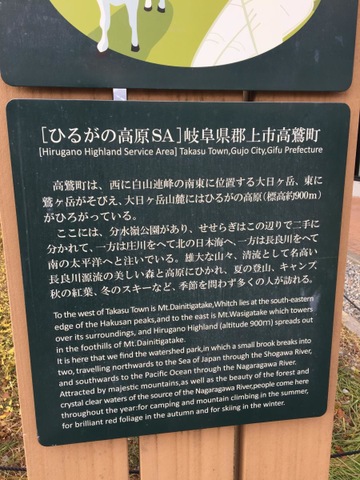 [ひるがの高原SA]岐阜県郡上市高鷲町
[Hirugano Highland Service Area] Takasu Town,Gujo City,Gifu Prefecture
高鷲町は、西に白山連峰の南東に位置する大日ヶ岳、東に
鷲ヶ岳がそびえ、大日ヶ岳山麓にはひるがの高原(標高約900m)
がひろがっている。
ここには、分水嶺公園があり、せせらぎはこの辺りで二手に
分かれて、一方は庄川をへて北の日本海へ、一方は長良川をへて
南の太平洋へと注いでいる。雄大な山々、清流として名高い
長良川源流の美しい森と高原にひかれ、夏の登山、キャンプ、
秋の紅葉、冬のスキーなど、季節を問わず多くの人が訪れる。
To the west of Takasu Town is Mt.Dainitigatake,Whitch lies at the south-eastern
edge of the Hakusan peaks,and to the east is Mt.Wasigatake which towers
over its surroundings, and Hirugano Highland (altitude 900m) spreads out
in the foothills of Mt.Dainitigatake.
It is here that we find the watershed park,in which a small brook breaks into
two, travelling northwards to the Sea of Japan through the Shogawa River,
and southwards to the Pacific Ocean through the Nagaragawa River.
Attracted by majestic mountains,as well as the beauty of the forest and
crystal clear waters of the source of the Nagaragawa River,people come here
throughout the year:for camping and mountain climbing in the summer,
for brilliant red foliage in the autumn and for skiing in the winter.